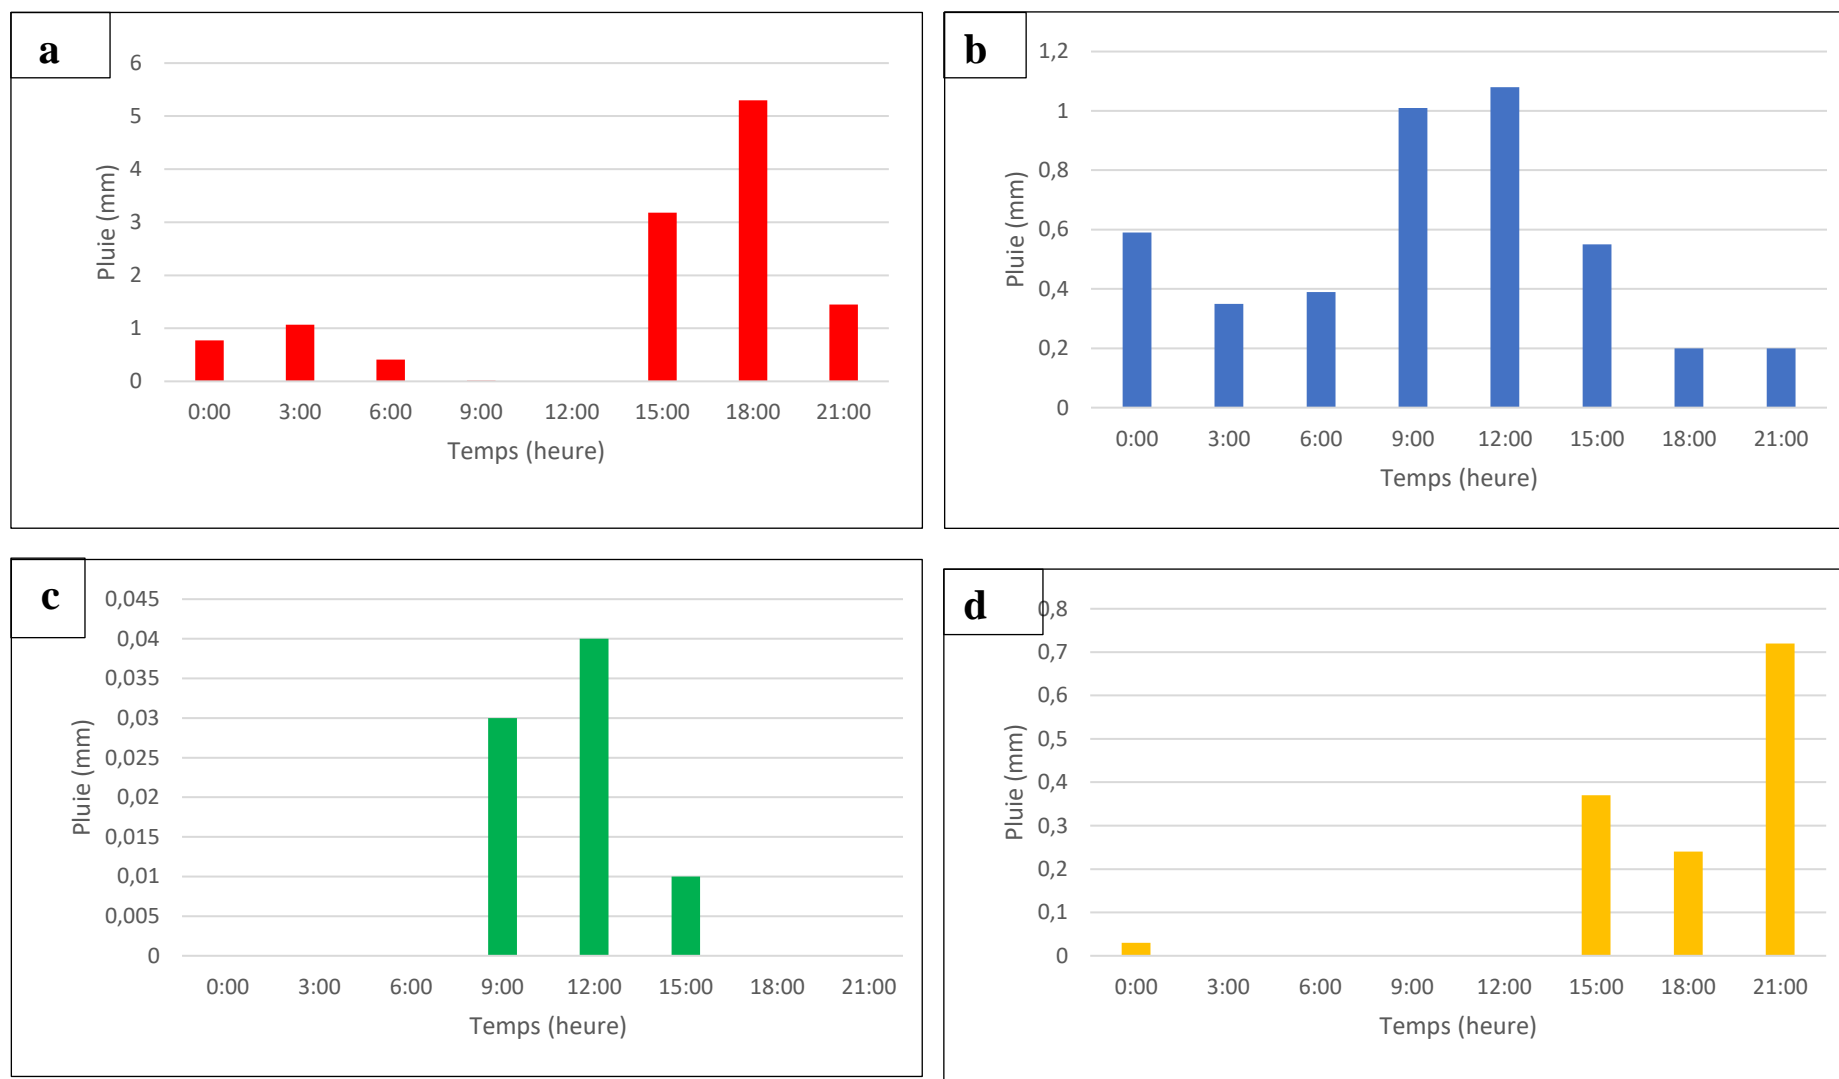 a
6
5
4
3
2
1
0
Pluie (mm)
0:00 3:00 6:00 9:00 12:00 15:00 18:00 21:00
Temps (heure)
b
1,2
1
0,8
0,6
0,4
0,2
0
Pluie (mm)
0:00 3:00 6:00 9:00 12:00 15:00 18:00 21:00
Temps (heure)
c
0,045
0,04
0,035
0,03
0,025
0,02
0,015
0,01
0,005
0
Pluie (mm)
0:00 3:00 6:00 9:00 12:00 15:00 18:00 21:00
Temps (heure)
d
0,8
0,7
0,6
0,5
0,4
0,3
0,2
0,1
0
Pluie (mm)
0:00 3:00 6:00 9:00 12:00 15:00 18:00 21:00
Temps (heure)